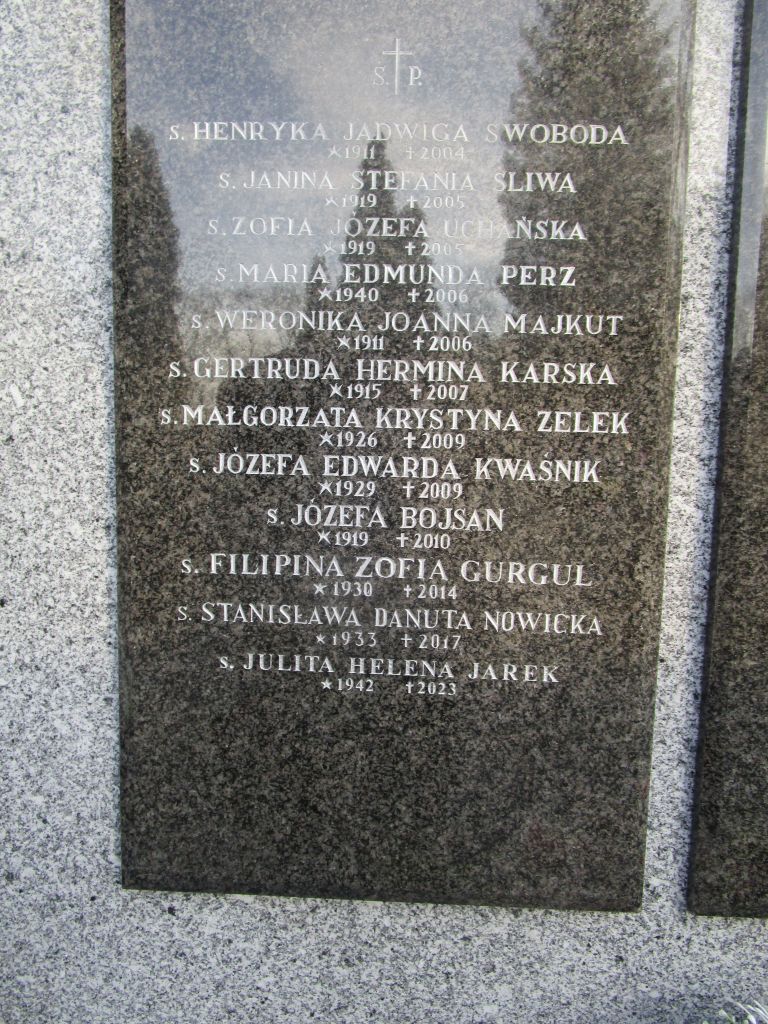 S. P.
S. HENRYKA JADWIGA SWOBODA
★1911 †2004
S. JANINA STEFANIA SLIWA
★1919 †2005
S. ZOFIA JÓZEFA UCHAŃSKA
★1919 †2005
S. MARIA EDMUNDA PERZ
★1940 †2006
S. WERONIKA JOANNA MAJKUT
★1911 †2006
S. GERTRUDA HERMINA KARSKA
★1915 †2007
S. MAŁGORZATA KRYSTYNA ZELEK
★1926 †2009
S. JÓZEFA EDWARDA KWAŚNIK
★1929 †2009
S. JÓZEFA BOJSAN
★1919 †2010
S. FILIPINA ZOFIA GURGUL
★1930 †2014
S. STANISŁAWA DANUTA NOWICKA
★1933 †2017
S. JULITA HELENA JAREK
★1942 †2023